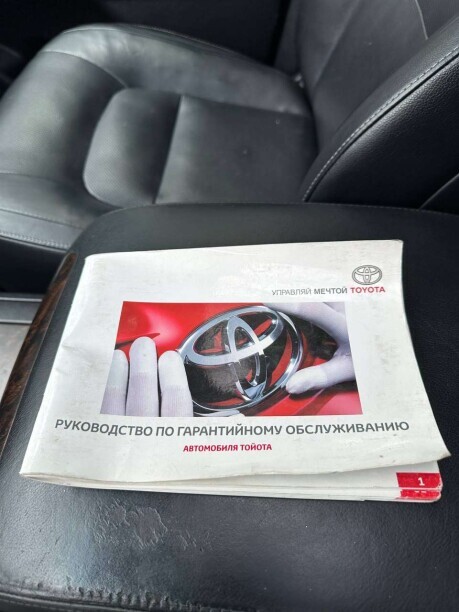 УПРАВЛЯЙ МЕЧТОЙ TOYOTA
РУКОВОДСТВО ПО ГАРАНТИЙНОМУ ОБСЛУЖИВАНИЮ
АВТОМОБИЛЯ ТОЙОТА
1